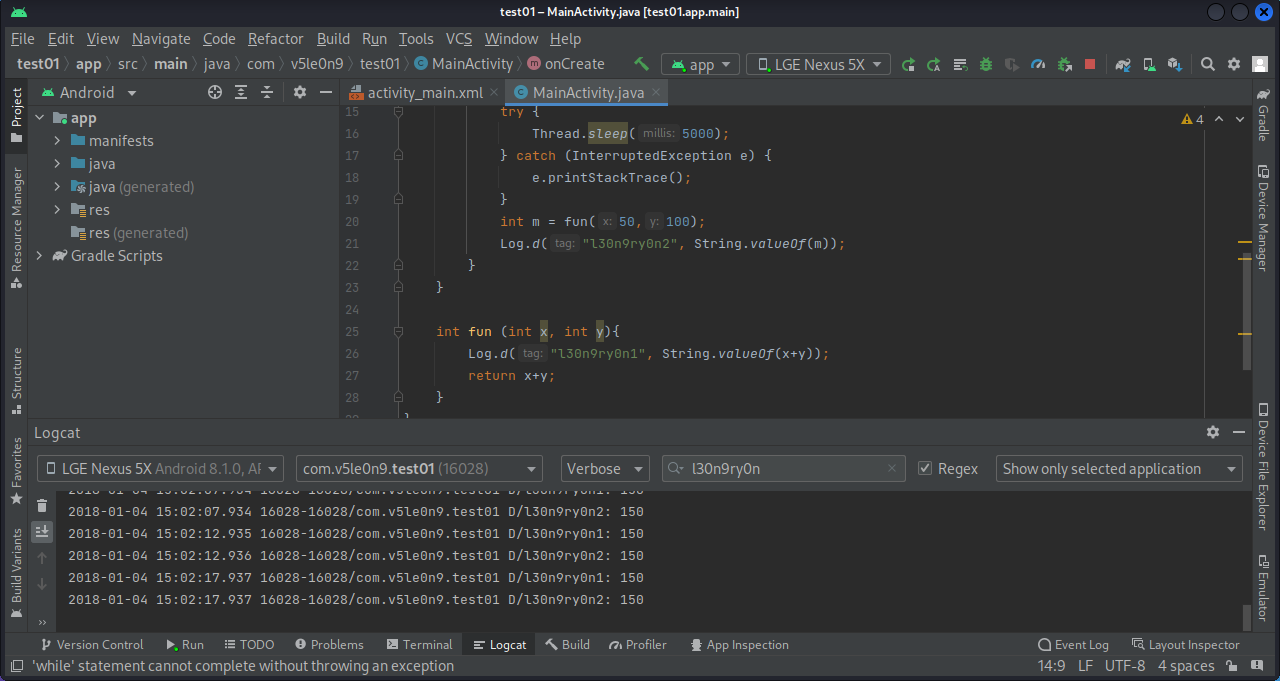 test01 – MainActivity.java [test01.app.main]
File Edit View Navigate Code Refactor Build Run Tools VCS Window Help
test01 app src main java com v5le0n9 test01 MainActivity onCreate app LGE Nexus 5X
Project
Resource Manager
Structure
Favorites
Build Variants
Android
app
manifests
java
java (generated)
res
res (generated)
Gradle Scripts
activity_main.xml MainActivity.java
4
15 try {
16 Thread.sleep( millis: 5000);
17 } catch (InterruptedException e) {
18 e.printStackTrace();
19 }
20 int m = fun( x: 50, y: 100);
21 Log.d( tag: "l30n9ry0n2", String.valueOf(m));
22 }
23 }
24
25 int fun (int x, int y){
26 Log.d( tag: "l30n9ry0n1", String.valueOf(x+y));
27 return x+y;
28 }
29 }
Gradle
Device Manager
Device File Explorer
Emulator
Logcat
LGE Nexus 5X Android 8.1.0, AP com.v5le0n9.test01 (16028) Verbose l30n9ry0n Regex Show only selected application
2018-01-04 15:02:07.934 16028-16028/com.v5le0n9.test01 D/l30n9ry0n1: 150
2018-01-04 15:02:07.934 16028-16028/com.v5le0n9.test01 D/l30n9ry0n2: 150
2018-01-04 15:02:12.935 16028-16028/com.v5le0n9.test01 D/l30n9ry0n1: 150
2018-01-04 15:02:12.936 16028-16028/com.v5le0n9.test01 D/l30n9ry0n2: 150
2018-01-04 15:02:17.937 16028-16028/com.v5le0n9.test01 D/l30n9ry0n1: 150
2018-01-04 15:02:17.937 16028-16028/com.v5le0n9.test01 D/l30n9ry0n2: 150
Version Control Run TODO Problems Terminal Logcat Build Profiler App Inspection Event Log Layout Inspector
'while' statement cannot complete without throwing an exception 14:9 LF UTF-8 4 spaces